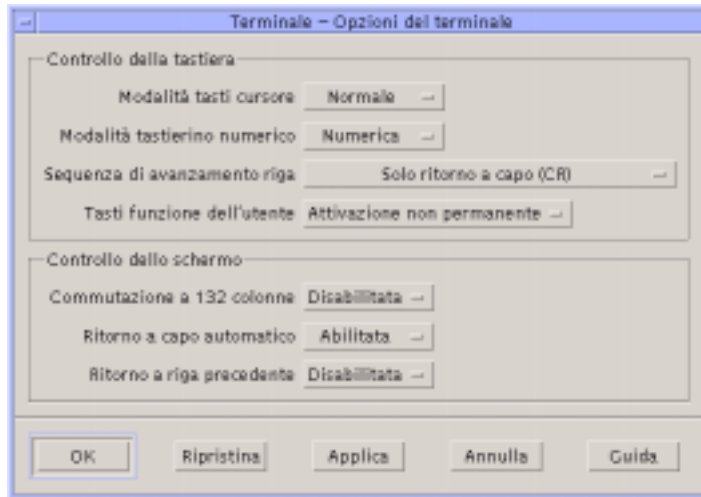 Terminale – Opzioni del terminale
Controllo della tastiera
Modalità tasti cursore Normale
Modalità tastierino numerico Numerica
Sequenza di avanzamento riga Solo ritorno a capo (CR)
Tasti funzione dell'utente Attivazione non permanente
Controllo dello schermo
Commutazione a 132 colonne Disabilitata
Ritorno a capo automatico Abilitata
Ritorno a riga precedente Disabilitata
OK Ripristina Applica Annulla Guida